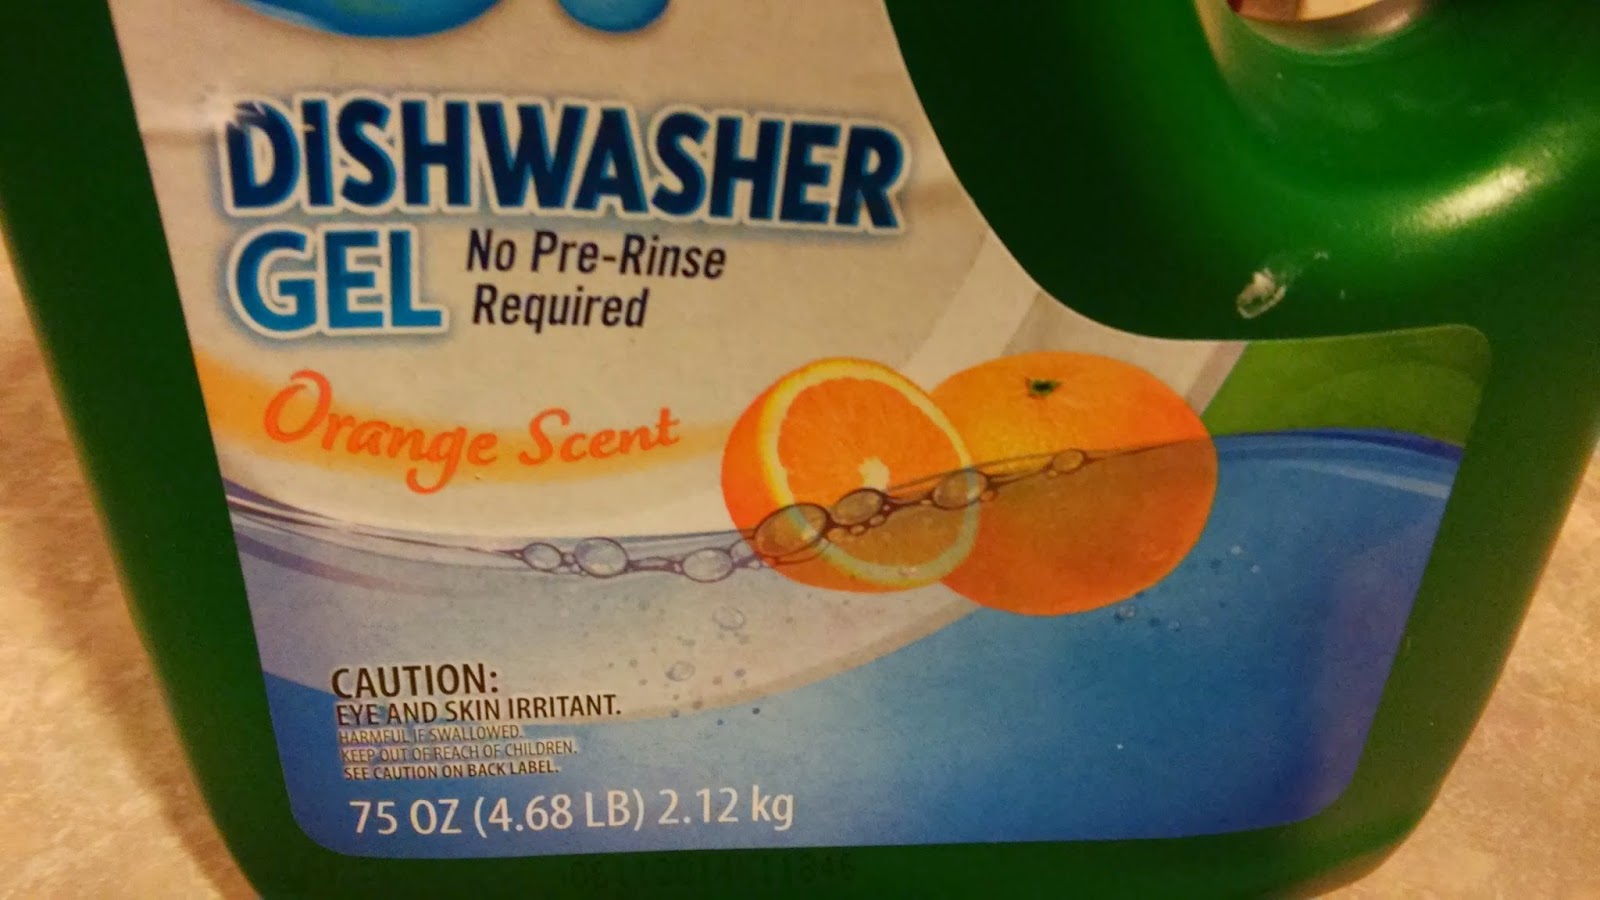 DISHWASHER
GEL No Pre-Rinse
Required
Orange Scent
CAUTION:
EYE AND SKIN IRRITANT.
HARMFUL IF SWALLOWED.
KEEP OUT OF REACH OF CHILDREN.
SEE CAUTION ON BACK LABEL.
75 OZ (4.68 LB) 2.12 kg